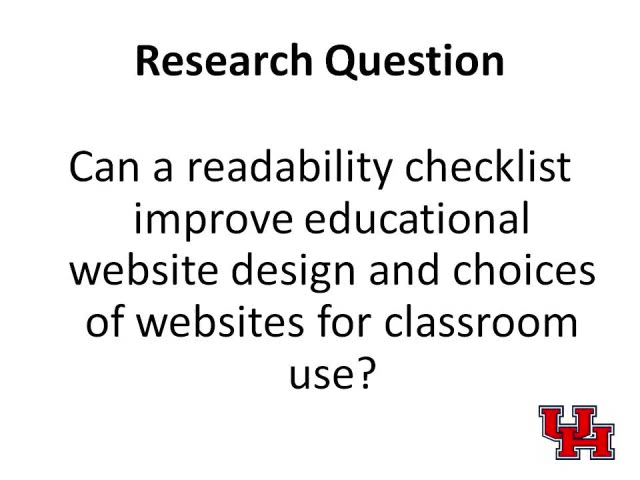 Research Question
Can a readability checklist
improve educational
website design and choices
of websites for classroom
use?
UH